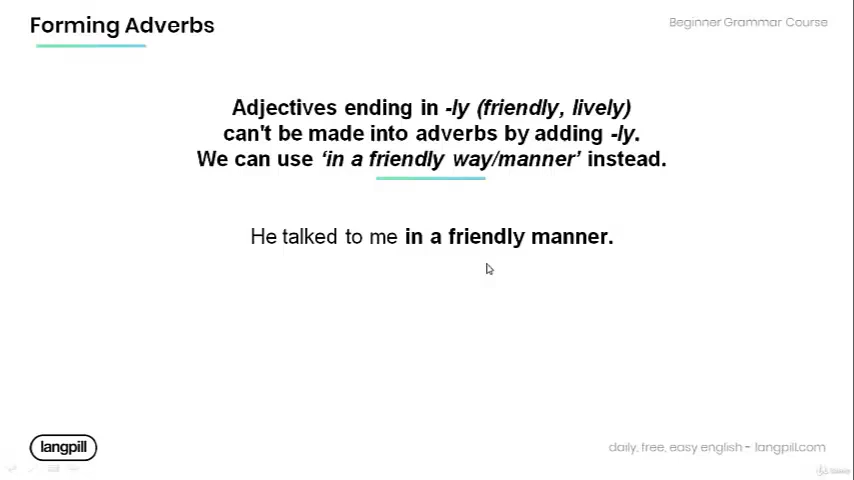 Forming Adverbs
Beginner Grammar Course
Adjectives ending in -ly (friendly, lively)
can't be made into adverbs by adding -ly.
We can use ‘in a friendly way/manner’ instead.
He talked to me in a friendly manner.
langpill
daily, free, easy english - langpill.com